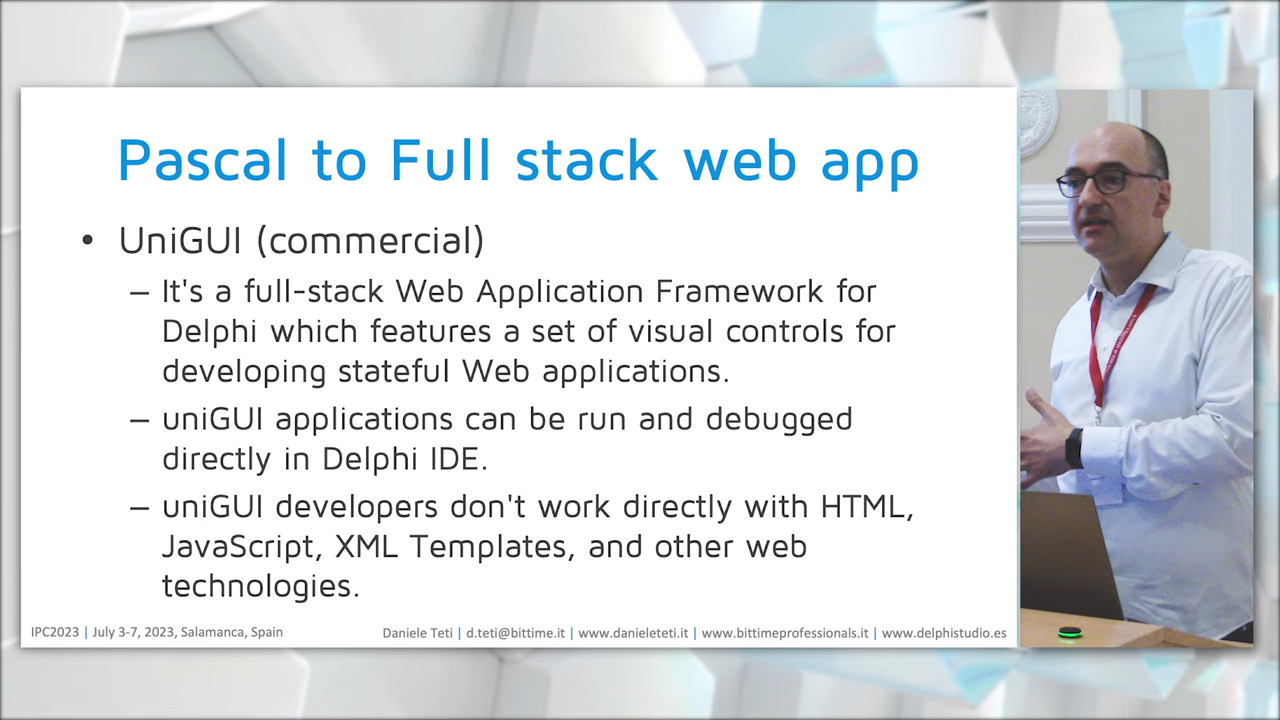 Pascal to Full stack web app
• UniGUI (commercial)
– It's a full-stack Web Application Framework for
Delphi which features a set of visual controls for
developing stateful Web applications.
– uniGUI applications can be run and debugged
directly in Delphi IDE.
– uniGUI developers don't work directly with HTML,
JavaScript, XML Templates, and other web
technologies.
IPC2023 | July 3-7, 2023, Salamanca, Spain
Daniele Teti | d.teti@bittime.it | www.danieleteti.it | www.bittimeprofessionals.it | www.delphistudio.es